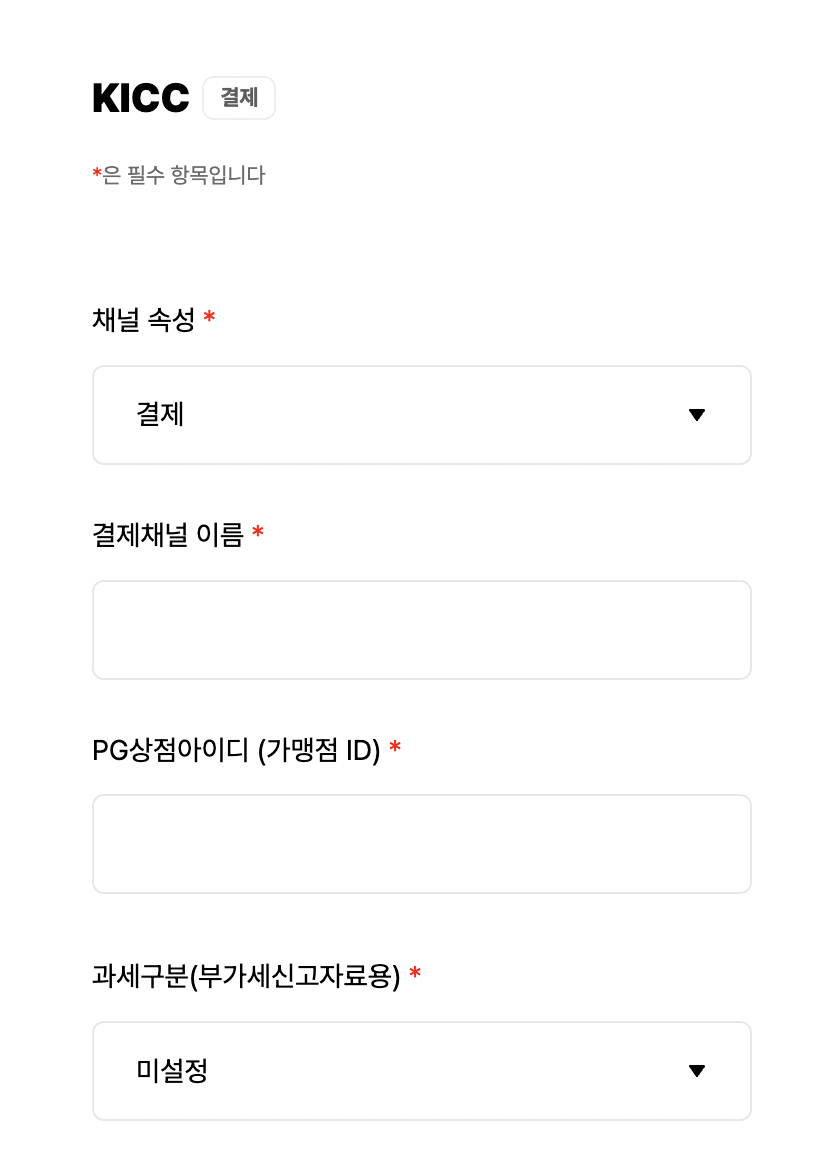 KICC 결제
*은 필수 항목입니다
채널 속성 *
결제
결제채널 이름 *
PG상점아이디 (가맹점 ID) *
과세구분(부가세신고자료용) *
미설정